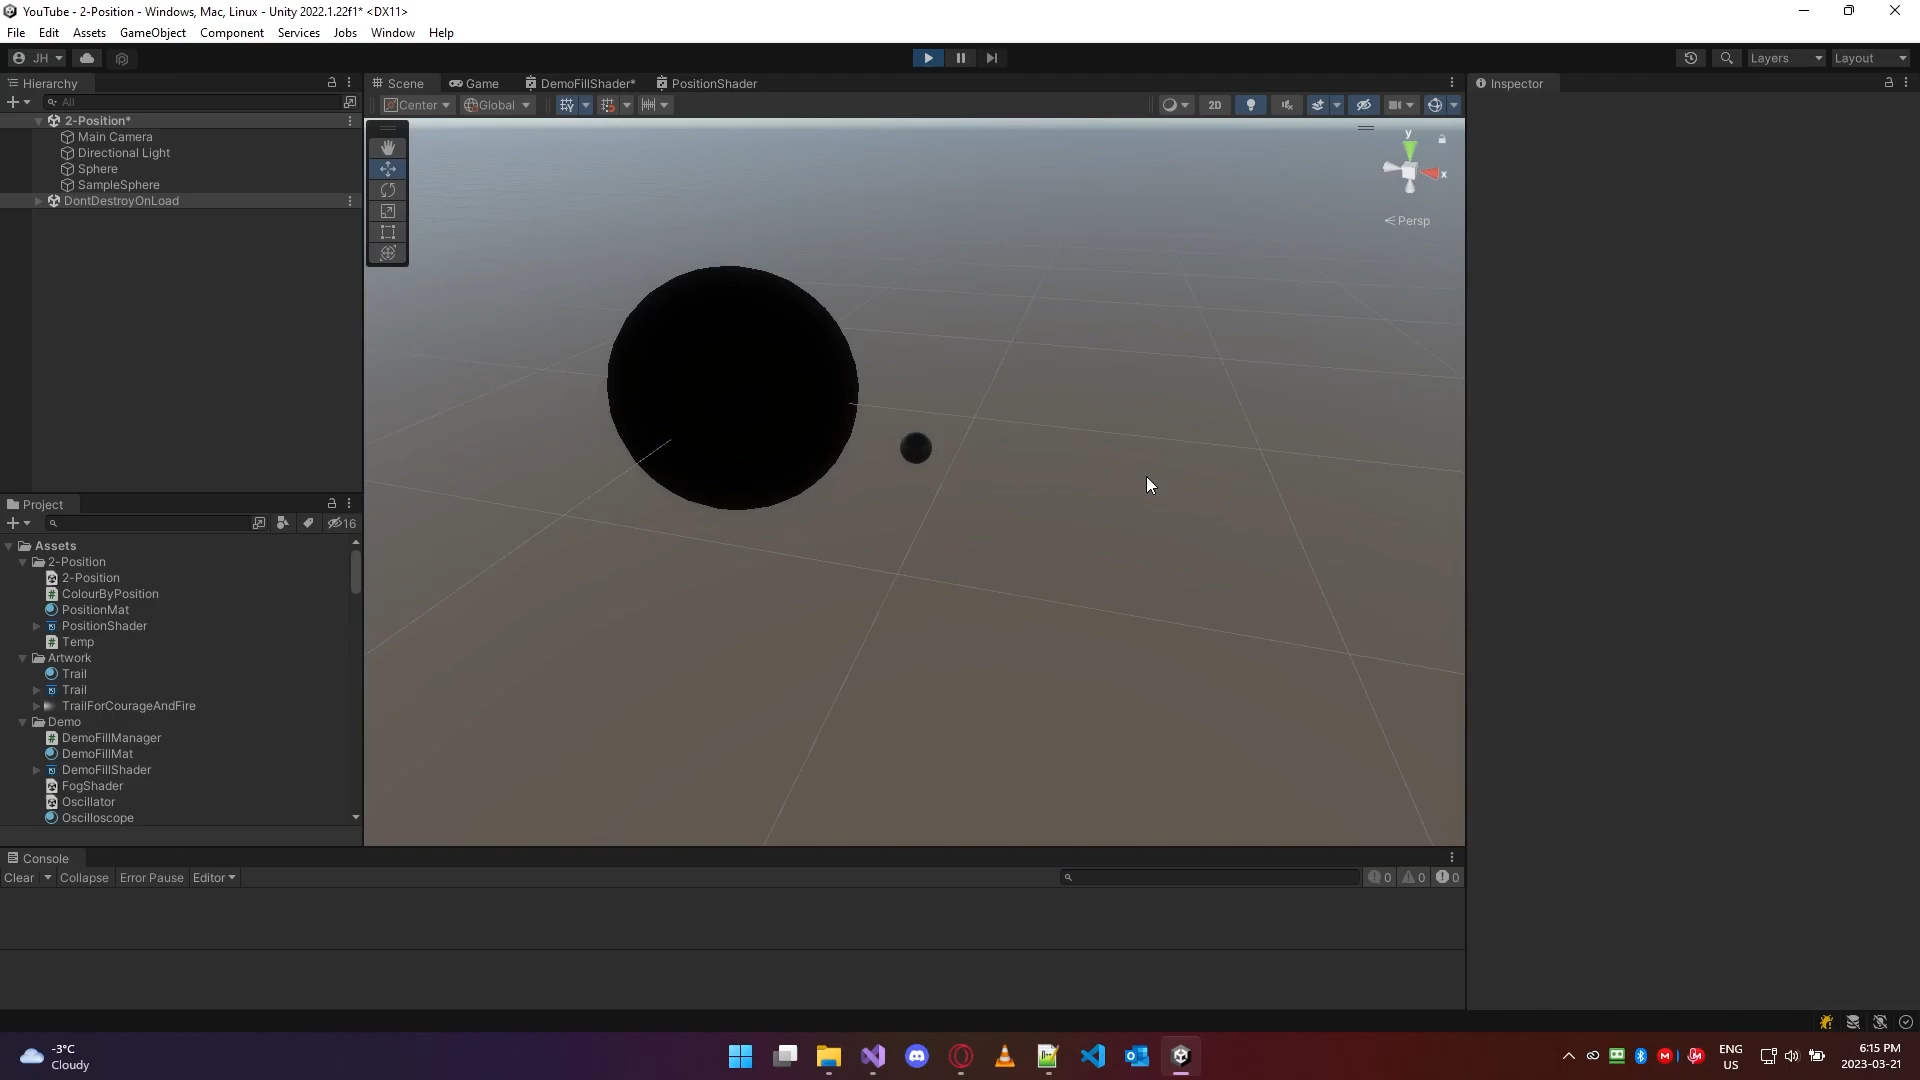 YouTube - 2-Position - Windows, Mac, Linux - Unity 2022.1.22f1* <DX11>
File Edit Assets GameObject Component Services Jobs Window Help
JH Layers Layout
Hierarchy
All
2-Position*
Main Camera
Directional Light
Sphere
SampleSphere
DontDestroyOnLoad
Scene Game DemoFillShader* PositionShader
Center Global 2D
y
x
Persp
Inspector
Project
16
Assets
2-Position
2-Position
ColourByPosition
PositionMat
PositionShader
Temp
Artwork
Trail
Trail
TrailForCourageAndFire
Demo
DemoFillManager
DemoFillMat
DemoFillShader
FogShader
Oscillator
Oscilloscope
Console
Clear Collapse Error Pause Editor 0 0 0
-3°C
Cloudy
ENG
US
6:15 PM
2023-03-21